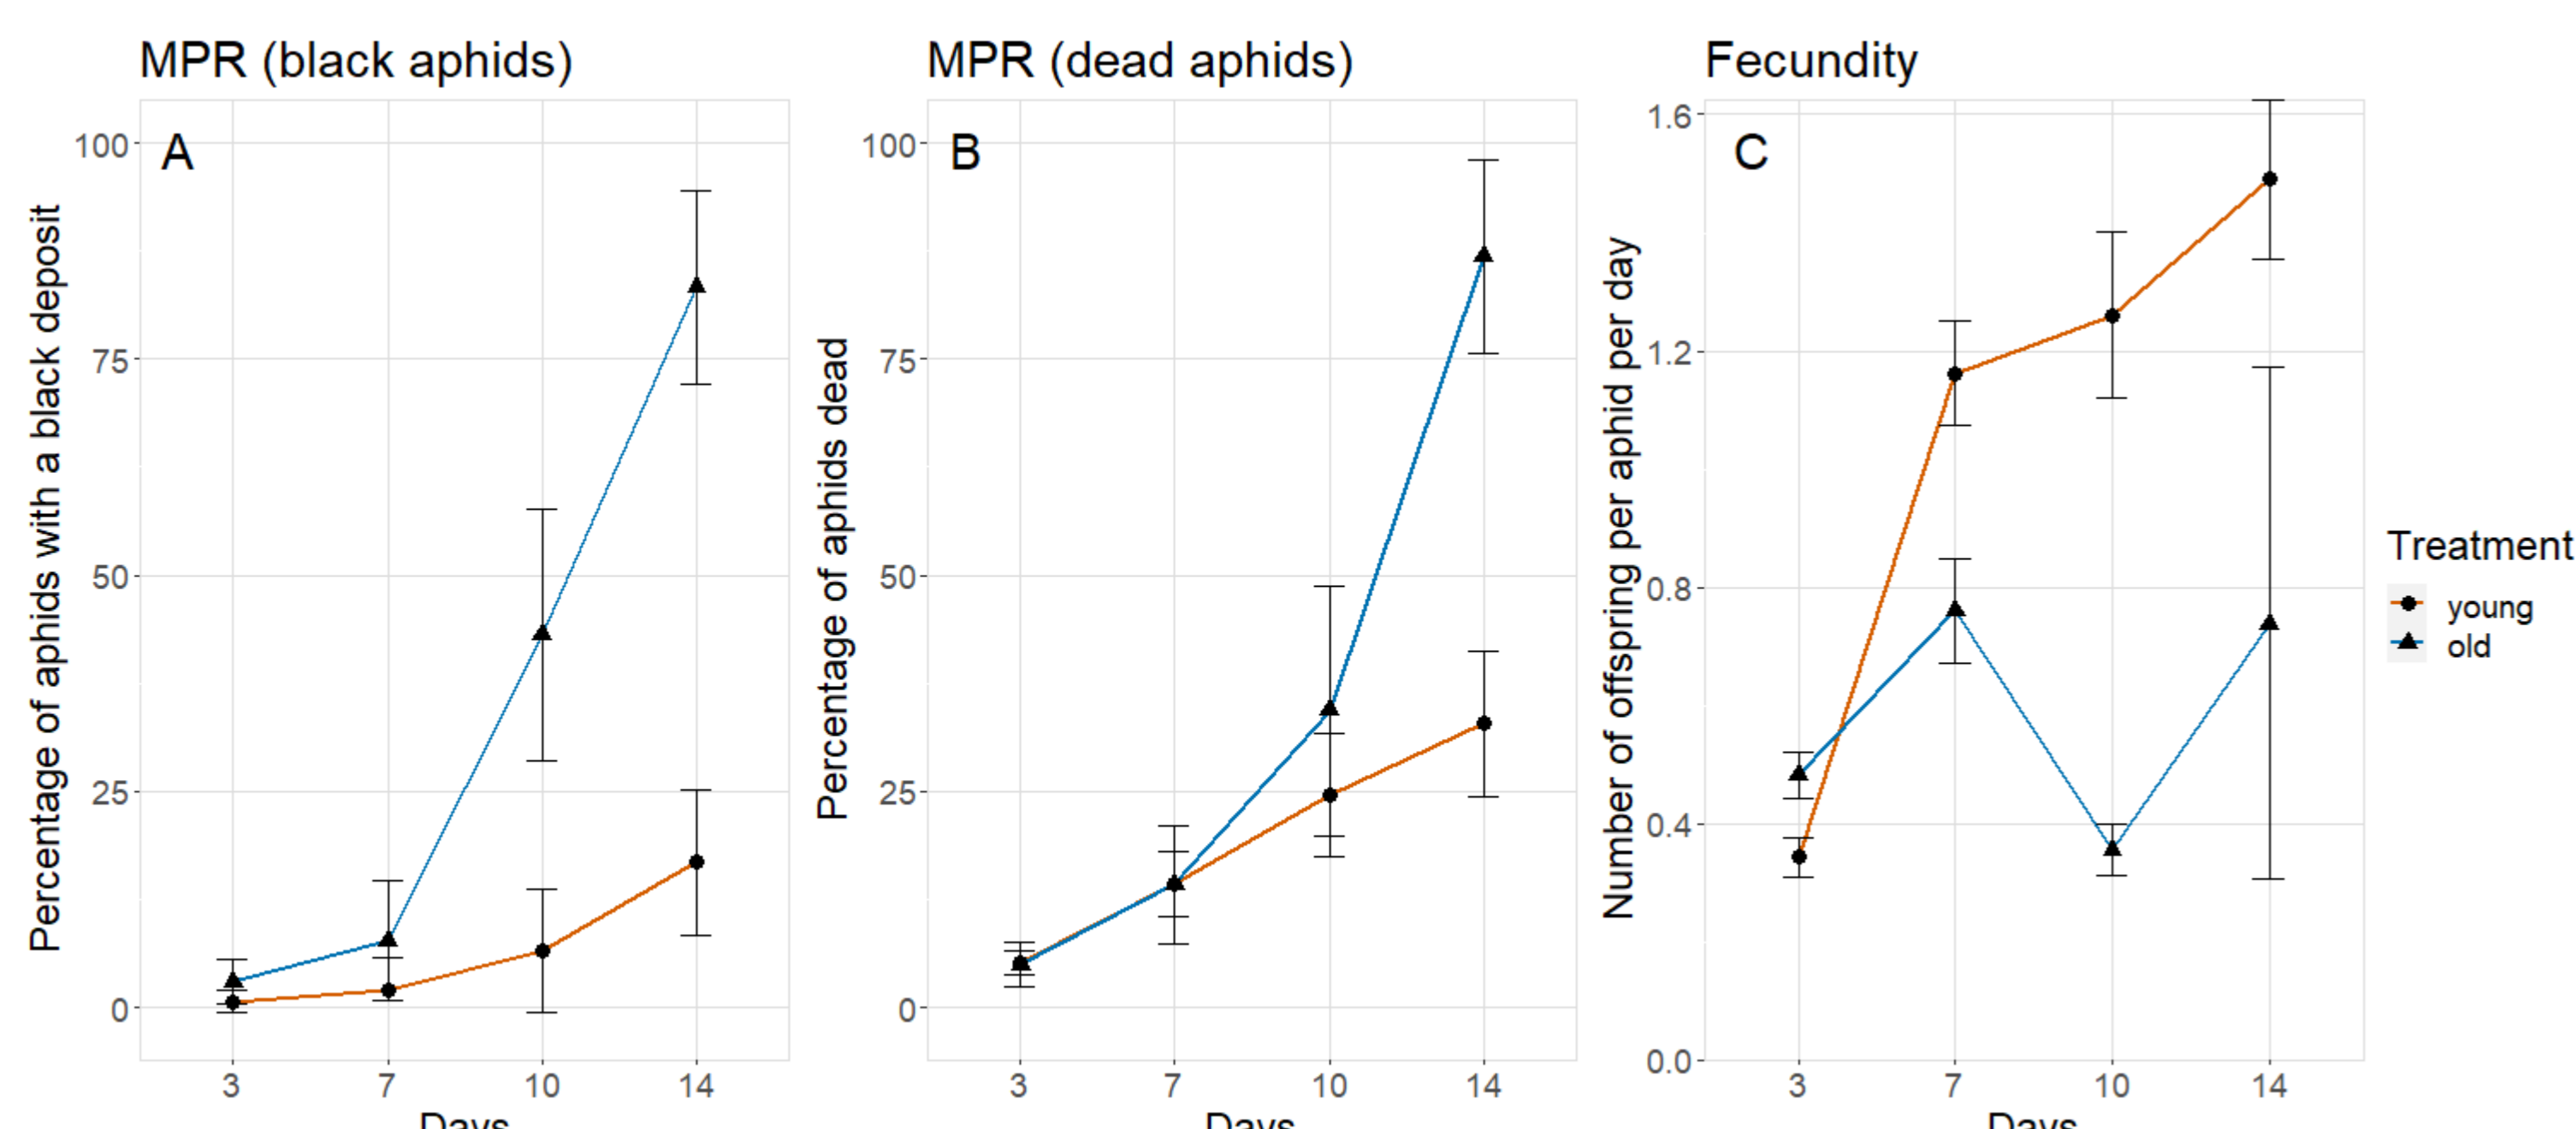 MPR (black aphids)
Percentage of aphids with a black deposit
A
100
75
50
25
0
3 7 10 14
Days
MPR (dead aphids)
Percentage of aphids dead
B
100
75
50
25
0
3 7 10 14
Days
Fecundity
Number of offspring per aphid per day
C
1.6
1.2
0.8
0.4
0.0
3 7 10 14
Days
Treatment
young
old